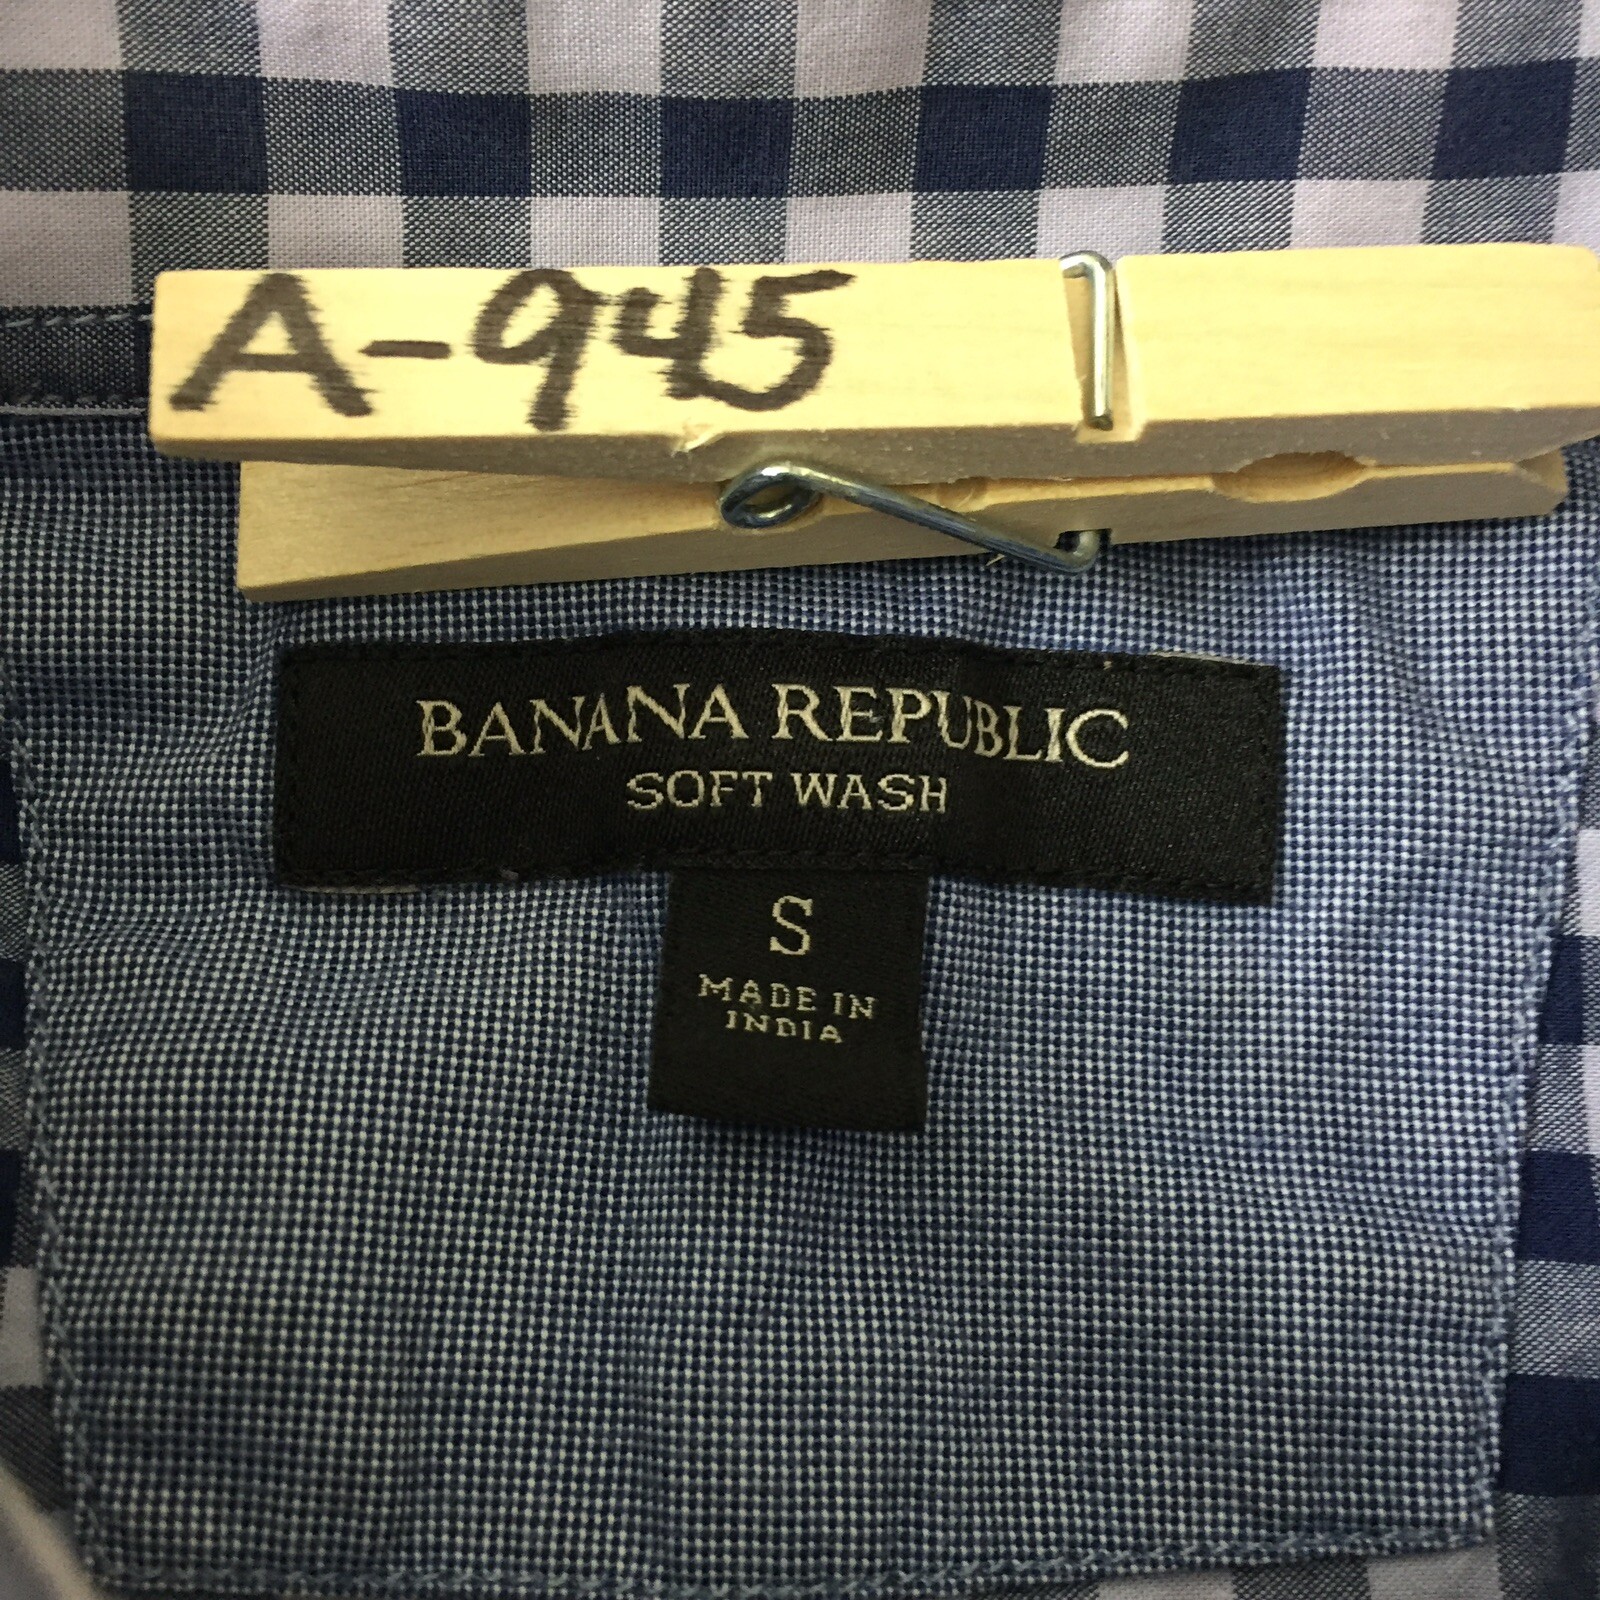 A-945
BANANA REPUBLIC
SOFT WASH
S
MADE IN
INDIA